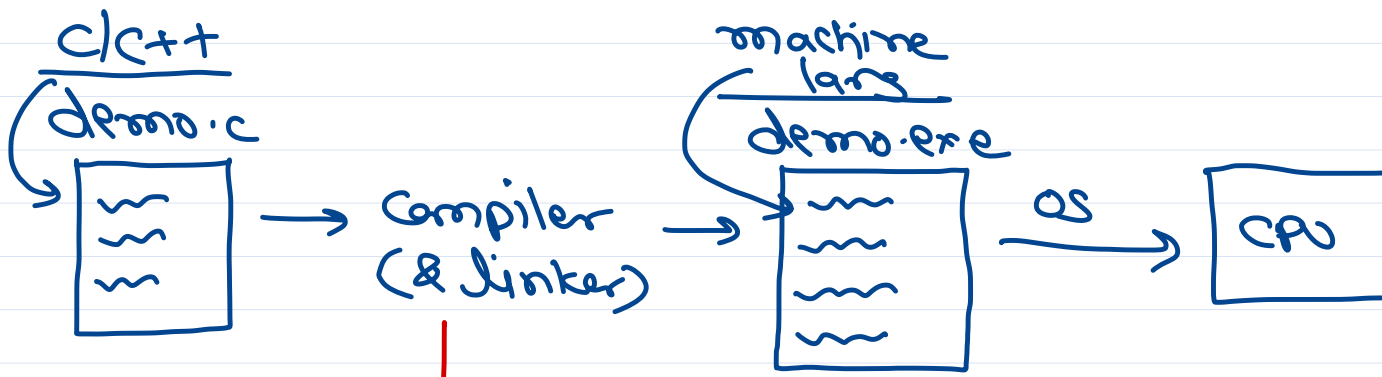 c/c++
demo.c
compiler
(& linker)
machine
lang
demo.exe
OS
CPU